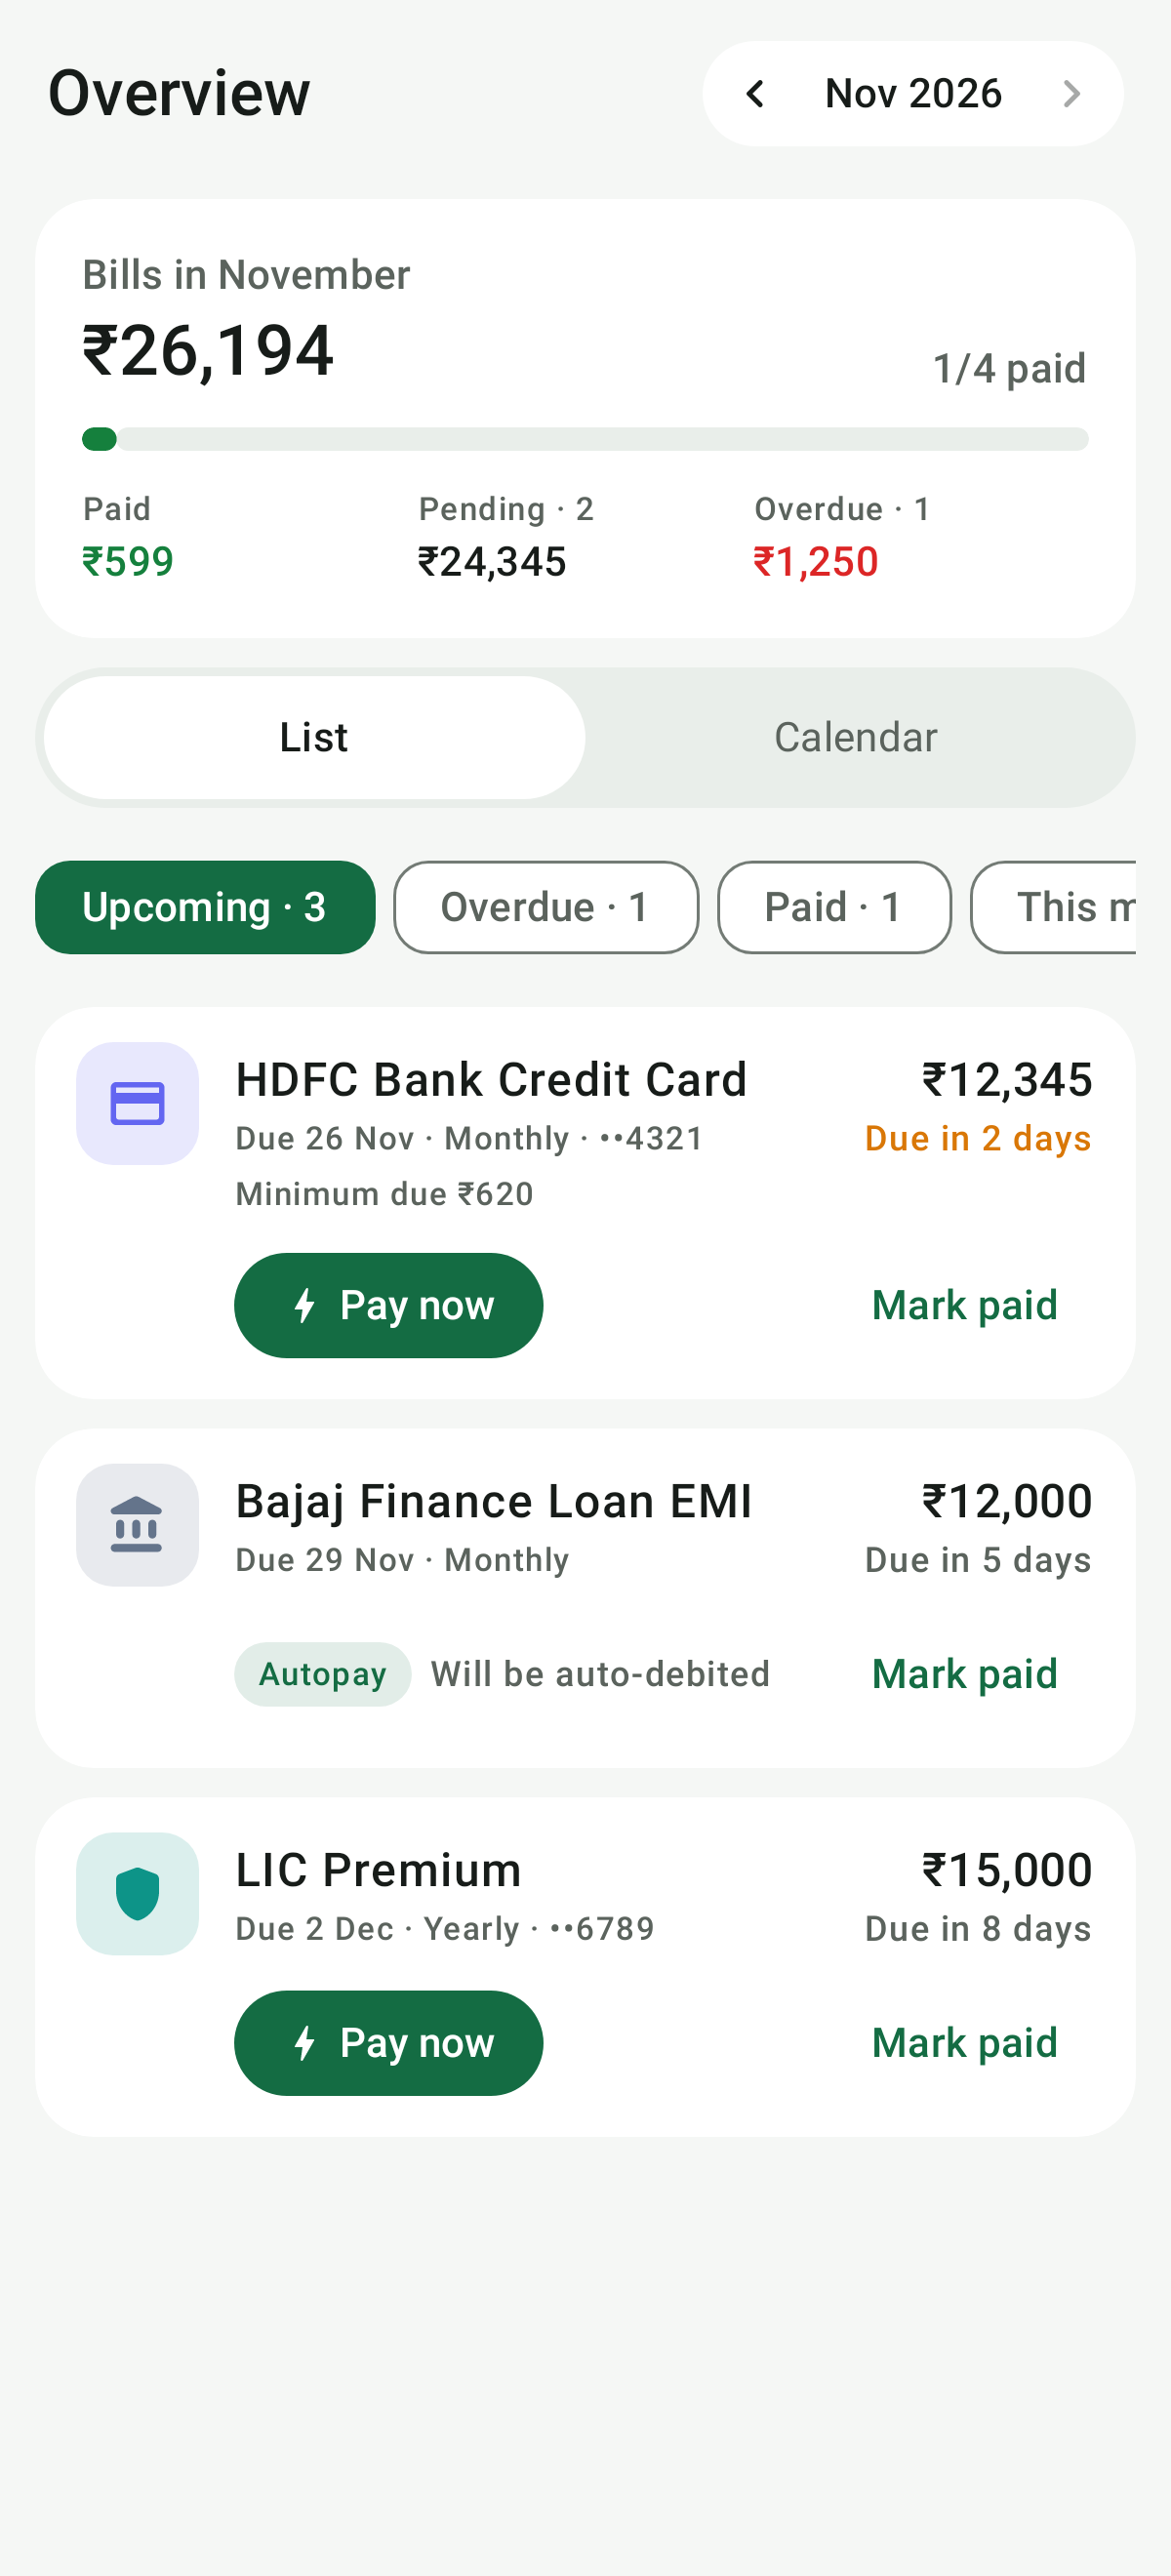 Overview
Nov 2026
Bills in November
₹26,194
1/4 paid
Paid
Pending · 2
Overdue · 1
₹599
₹24,345
₹1,250
List
Calendar
Upcoming · 3
Overdue · 1
Paid · 1
This m
HDFC Bank Credit Card
₹12,345
Due 26 Nov · Monthly · ••4321
Due in 2 days
Minimum due ₹620
Pay now
Mark paid
Bajaj Finance Loan EMI
₹12,000
Due 29 Nov · Monthly
Due in 5 days
Autopay
Will be auto-debited
Mark paid
LIC Premium
₹15,000
Due 2 Dec · Yearly · ••6789
Due in 8 days
Pay now
Mark paid